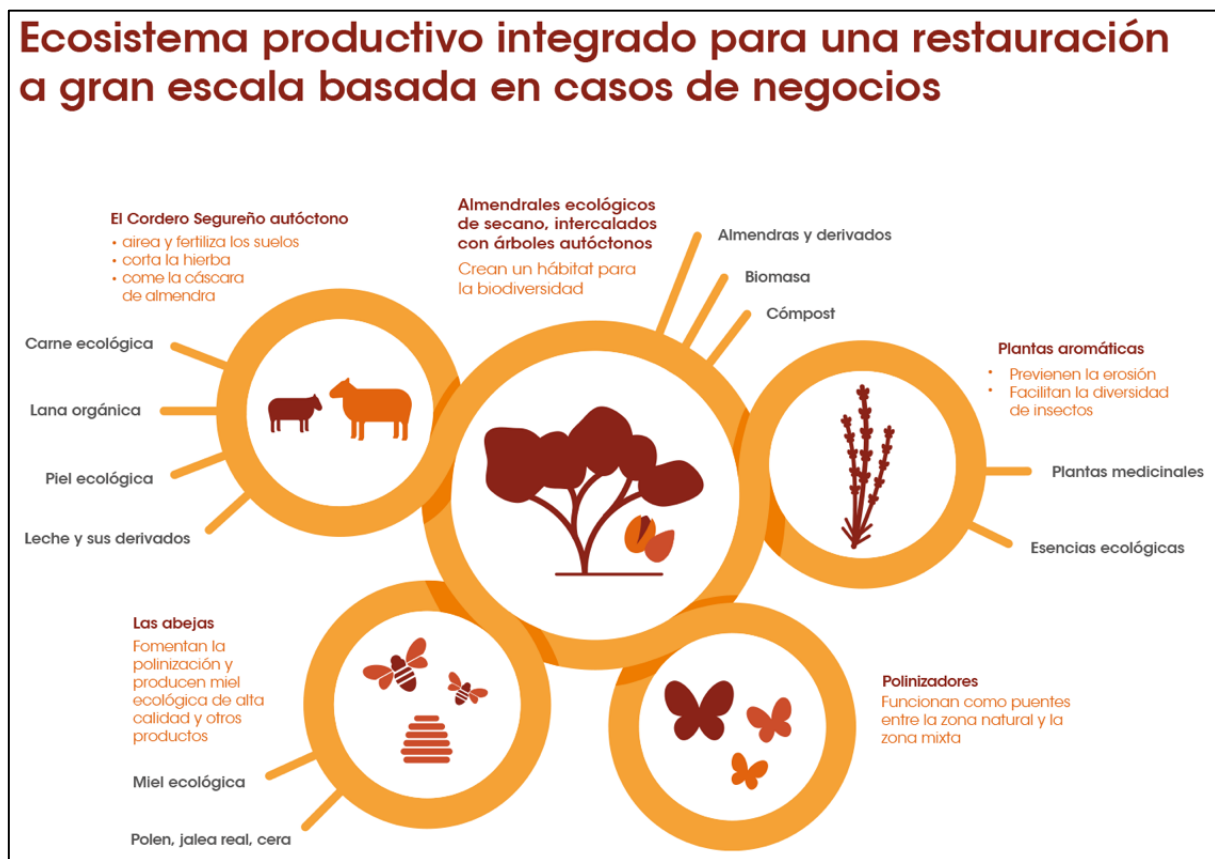 Ecosistema productivo integrado para una restauración
a gran escala basada en casos de negocios
El Cordero Segureño autóctono
• airea y fertiliza los suelos
• corta la hierba
• come la cáscara
de almendra
Carne ecológica
Lana orgánica
Piel ecológica
Leche y sus derivados
Almendrales ecológicos
de secano, intercalados
con árboles autóctonos
Crean un hábitat para
la biodiversidad
Almendras y derivados
Biomasa
Cómpost
Plantas aromáticas
• Previenen la erosión
• Facilitan la diversidad
de insectos
Plantas medicinales
Esencias ecológicas
Las abejas
Fomentan la
polinización y
producen miel
ecológica de alta
calidad y otros
productos
Miel ecológica
Polen, jalea real, cera
Polinizadores
Funcionan como puentes
entre la zona natural y la
zona mixta